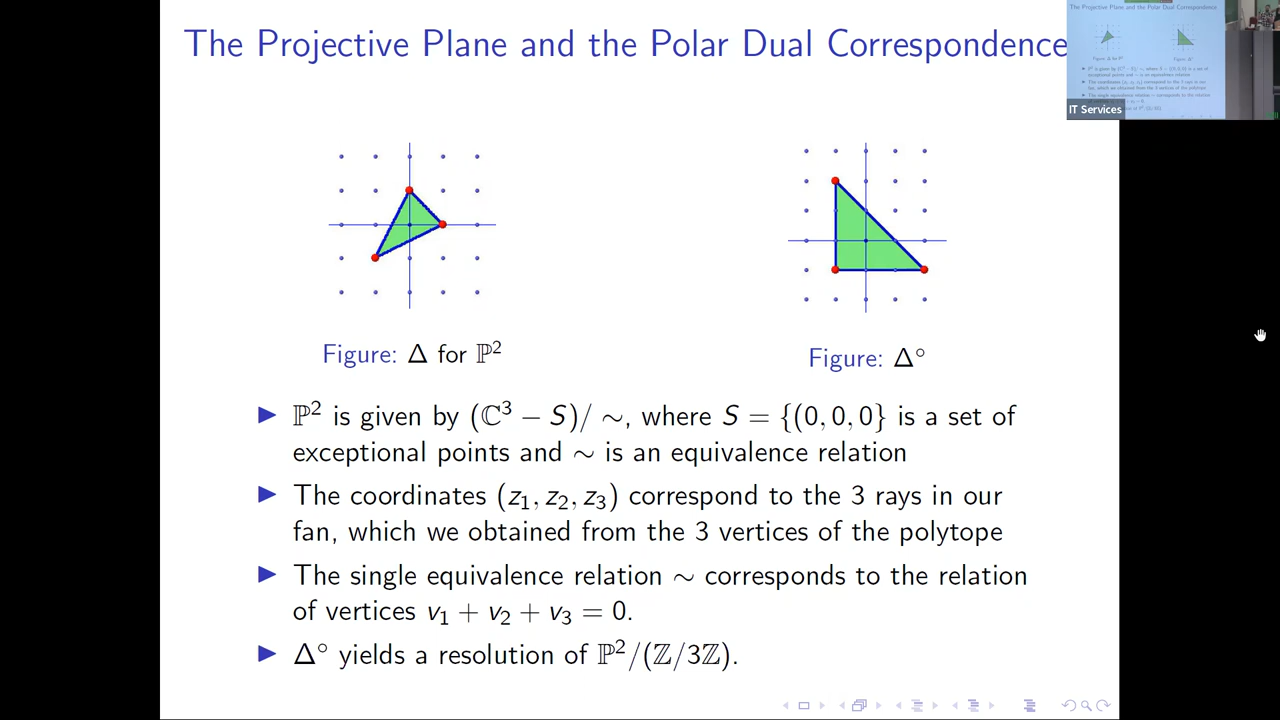 The Projective Plane and the Polar Dual Correspondence
IT Services
Figure: Δ for ℙ²
Figure: Δ°
▶ ℙ² is given by (ℂ³ − S)/ ∼, where S = {(0, 0, 0} is a set of
exceptional points and ∼ is an equivalence relation
▶ The coordinates (z₁, z₂, z₃) correspond to the 3 rays in our
fan, which we obtained from the 3 vertices of the polytope
▶ The single equivalence relation ∼ corresponds to the relation
of vertices v₁ + v₂ + v₃ = 0.
▶ Δ° yields a resolution of ℙ²/(ℤ/3ℤ).